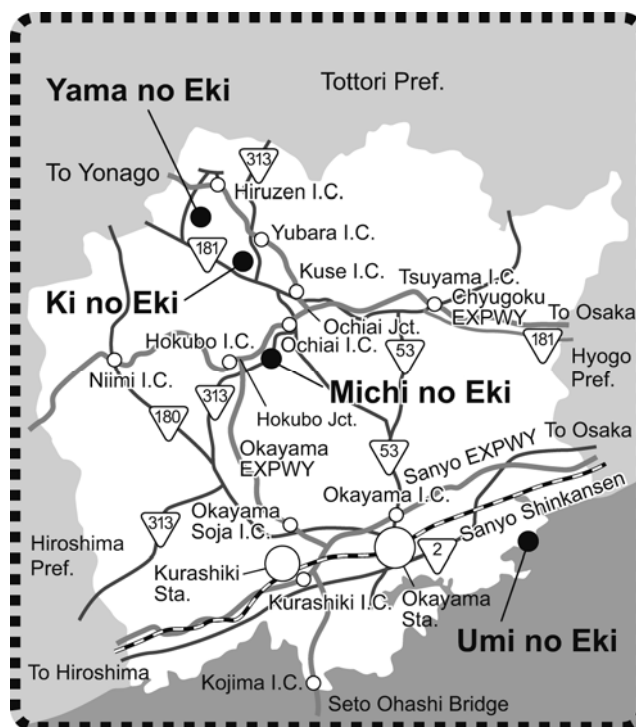 Tottori Pref.
Yama no Eki
313
To Yonago
Hiruzen I.C.
Yubara I.C.
181
Kuse I.C.
Ki no Eki
Tsuyama I.C.
Chyugoku
EXPWY
To Osaka
Ochiai Jct.
Ochiai I.C.
Hokubo I.C.
181
Hyogo
Pref.
53
Niimi I.C.
Michi no Eki
313
Hokubo Jct.
180
Okayama
EXPWY
53
Sanyo EXPWY
To Osaka
Okayama I.C.
Sanyo Shinkansen
Okayama
Soja I.C.
313
Hiroshima
Pref.
2
Kurashiki
Sta.
Kurashiki I.C.
Okayama
Sta.
Umi no Eki
To Hiroshima
Kojima I.C.
Seto Ohashi Bridge